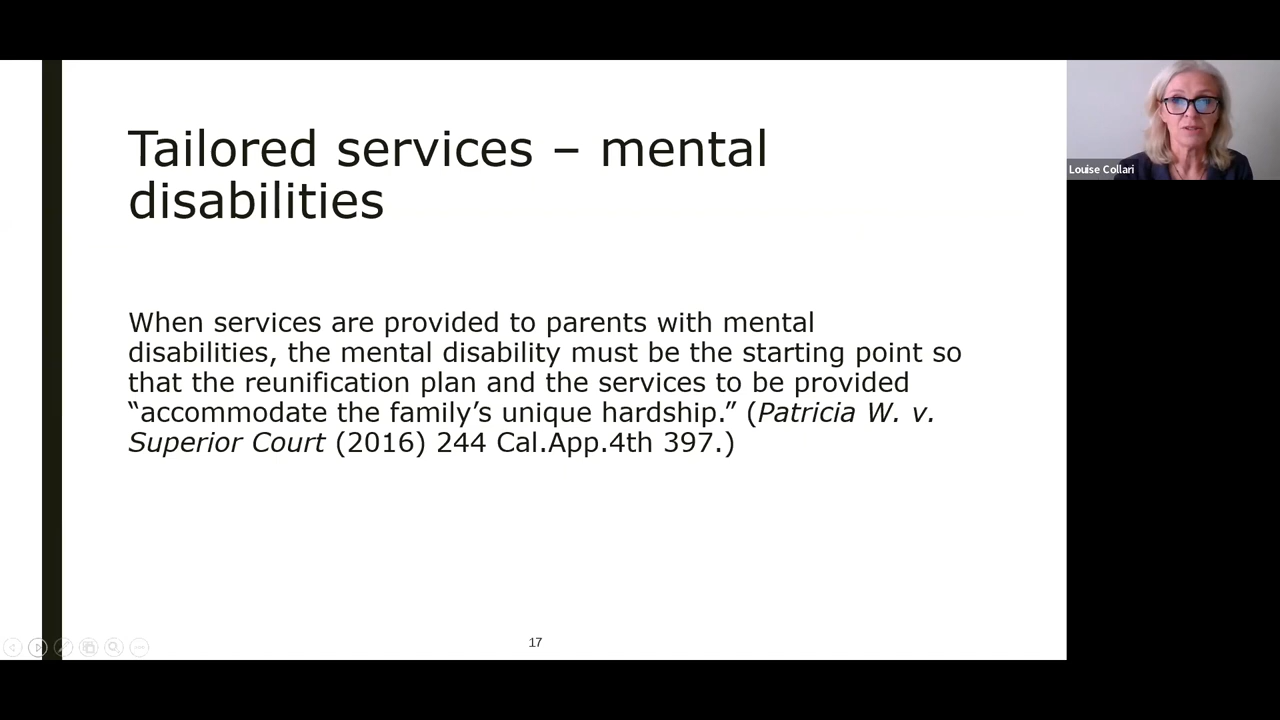 Tailored services – mental
disabilities
When services are provided to parents with mental
disabilities, the mental disability must be the starting point so
that the reunification plan and the services to be provided
“accommodate the family’s unique hardship.” (Patricia W. v.
Superior Court (2016) 244 Cal.App.4th 397.)
17
Louise Collari